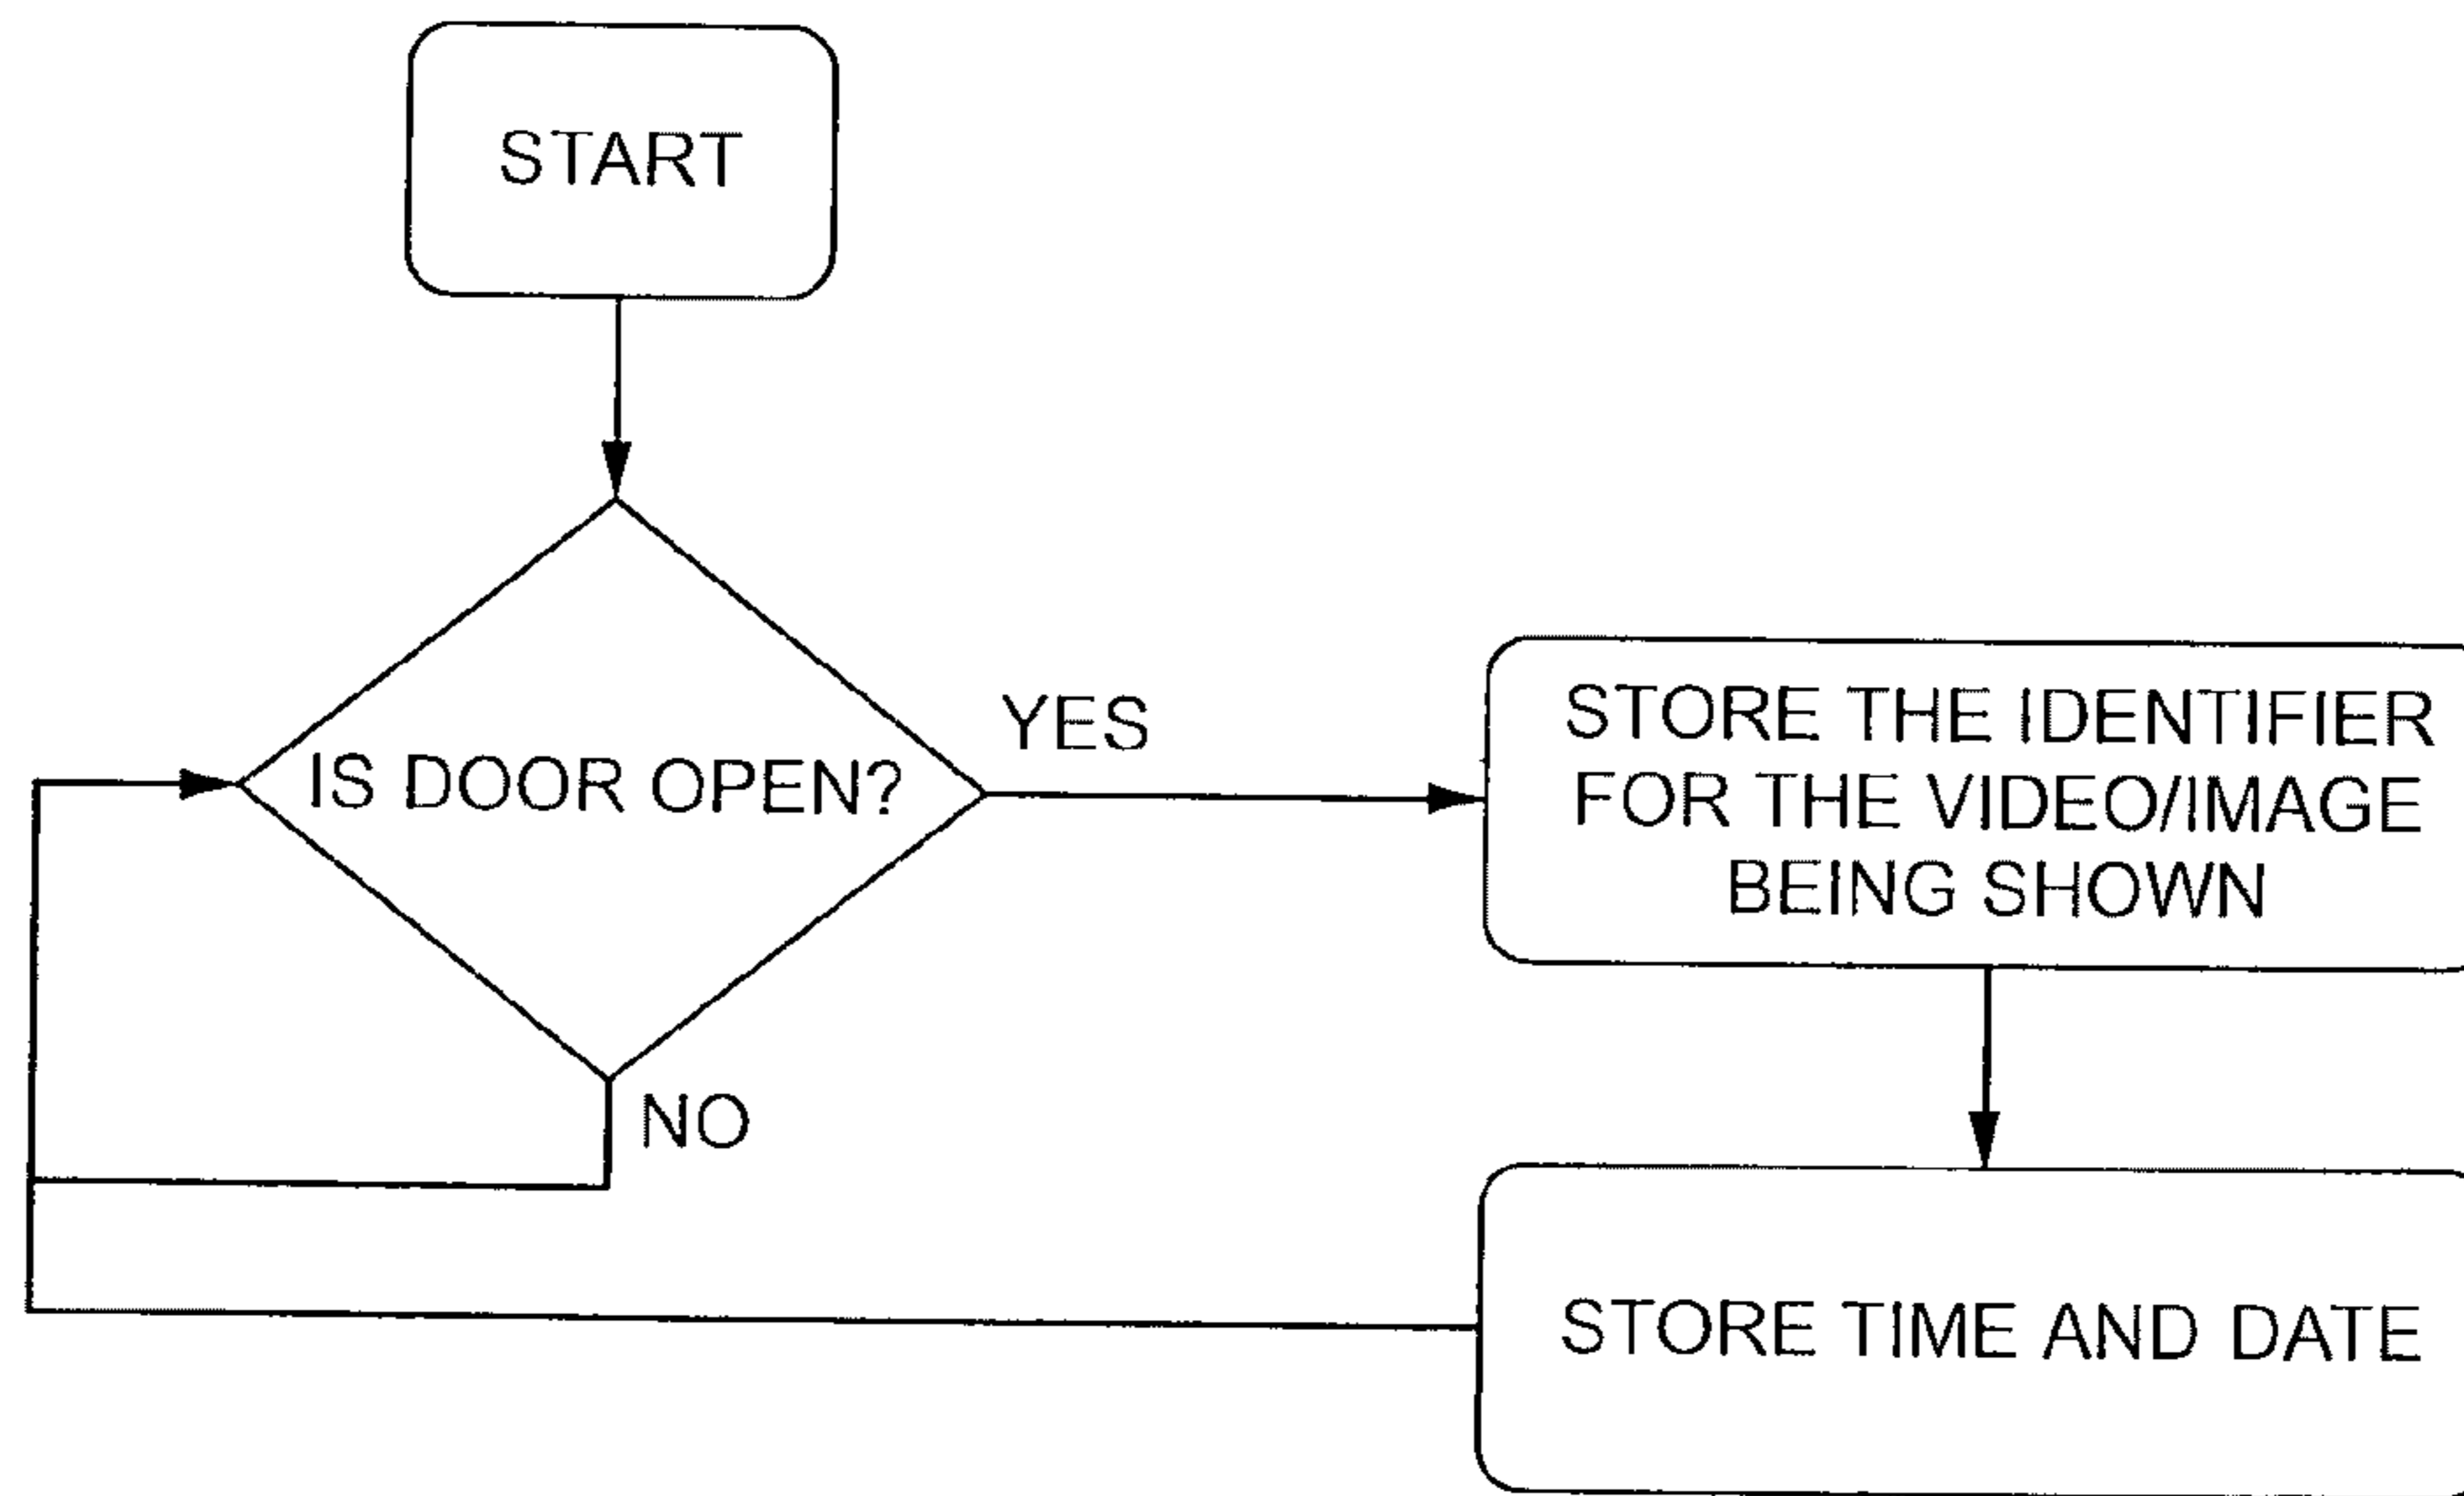 START
IS DOOR OPEN?
YES
STORE THE IDENTIFIER
FOR THE VIDEO/IMAGE
BEING SHOWN
NO
STORE TIME AND DATE